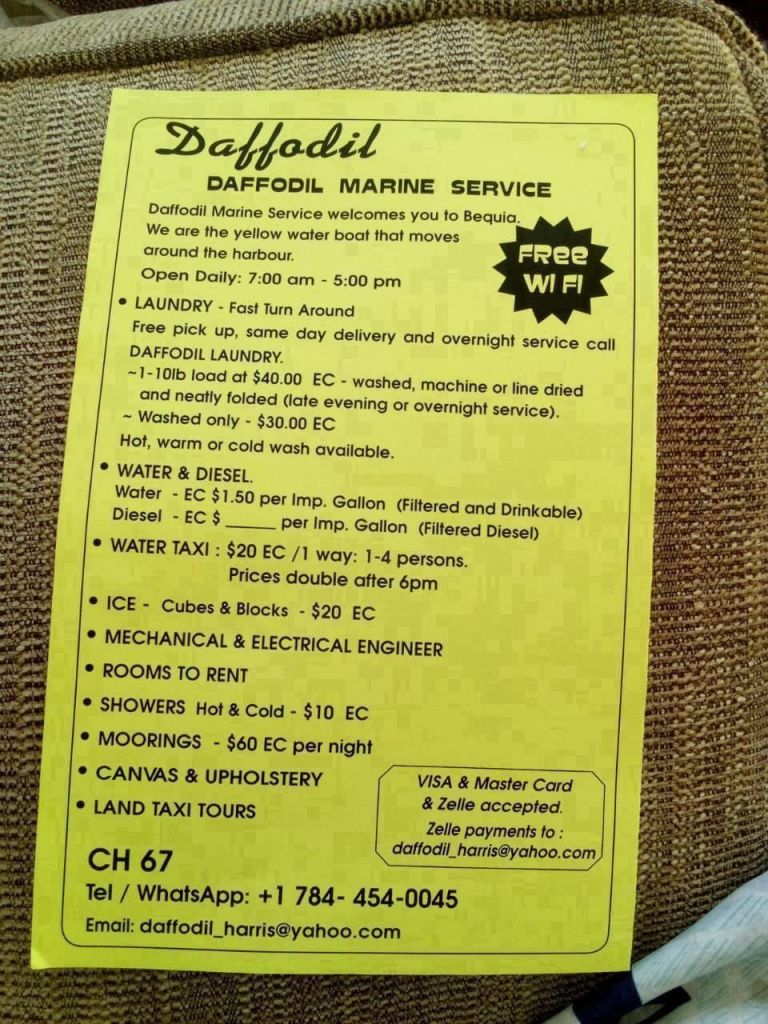 Daffodil
DAFFODIL MARINE SERVICE
Daffodil Marine Service welcomes you to Bequia.
We are the yellow water boat that moves
around the harbour.
Open Daily: 7:00 am - 5:00 pm
FREE
WI FI
• LAUNDRY - Fast Turn Around
Free pick up, same day delivery and overnight service call
DAFFODIL LAUNDRY.
~1-10lb load at $40.00 EC - washed, machine or line dried
and neatly folded (late evening or overnight service).
~ Washed only - $30.00 EC
Hot, warm or cold wash available.
• WATER & DIESEL.
Water - EC $1.50 per Imp. Gallon (Filtered and Drinkable)
Diesel - EC $ _____ per Imp. Gallon (Filtered Diesel)
• WATER TAXI : $20 EC /1 way: 1-4 persons.
Prices double after 6pm
• ICE - Cubes & Blocks - $20 EC
• MECHANICAL & ELECTRICAL ENGINEER
• ROOMS TO RENT
• SHOWERS Hot & Cold - $10 EC
• MOORINGS - $60 EC per night
• CANVAS & UPHOLSTERY
• LAND TAXI TOURS
VISA & Master Card
& Zelle accepted.
Zelle payments to :
daffodil_harris@yahoo.com
CH 67
Tel / WhatsApp: +1 784- 454-0045
Email: daffodil_harris@yahoo.com